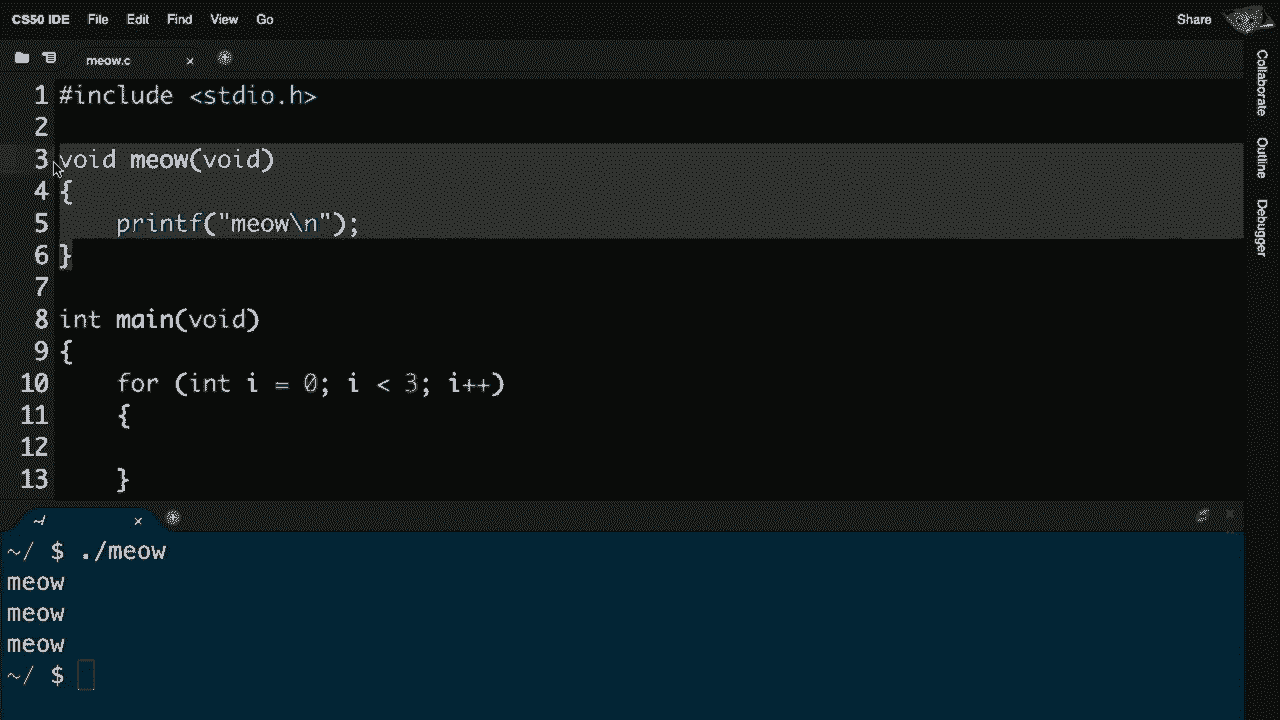 CS50 IDE File Edit Find View Go Share
meow.c ×
1 #include <stdio.h>
2
3 void meow(void)
4 {
5     printf("meow\n");
6 }
7
8 int main(void)
9 {
10     for (int i = 0; i < 3; i++)
11     {
12
13     }
Collaborate
Outline
Debugger
~/ ×
~/ $ ./meow
meow
meow
meow
~/ $